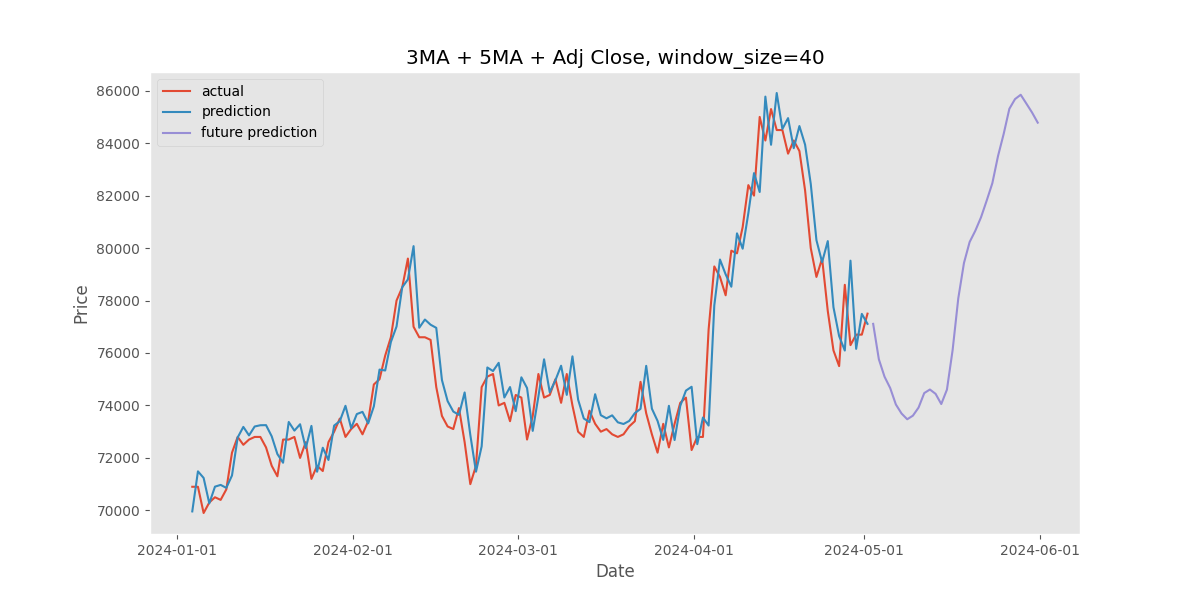 3MA + 5MA + Adj Close, window_size=40
actual
prediction
future prediction
86000
84000
82000
80000
78000
76000
74000
72000
70000
Price
2024-01-01
2024-02-01
2024-03-01
2024-04-01
2024-05-01
2024-06-01
Date